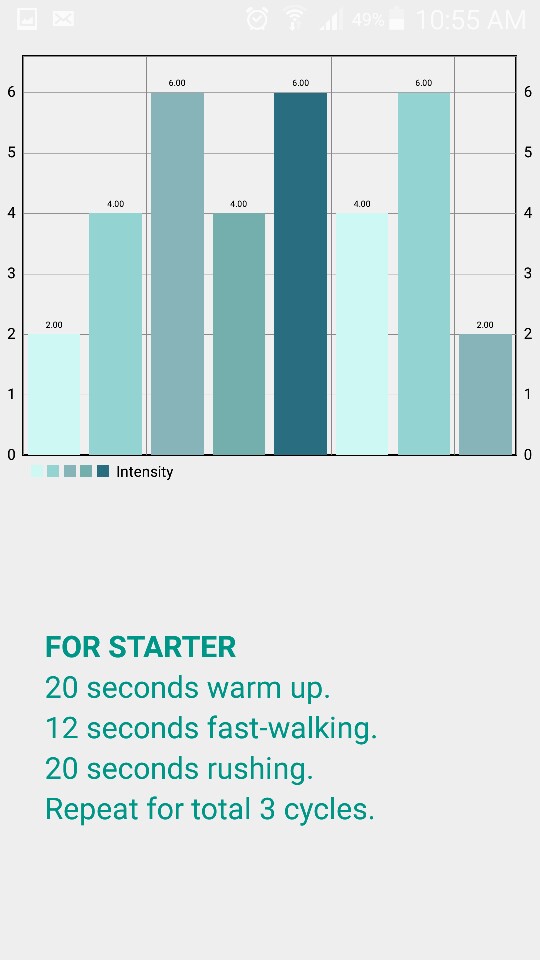 49% 10:55 AM
6 6.00 6.00 6.00 6
5 5
4 4.00 4.00 4.00 4
3 3
2 2.00 2.00 2
1 1
0 0
Intensity
FOR STARTER
20 seconds warm up.
12 seconds fast-walking.
20 seconds rushing.
Repeat for total 3 cycles.